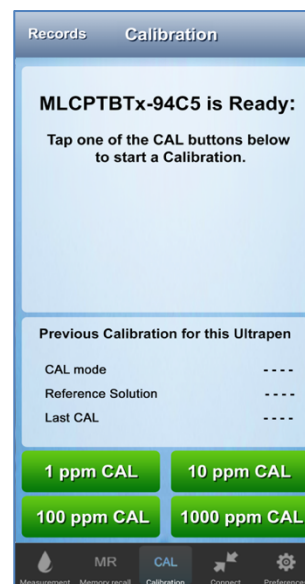 Records Calibration
MLCPTBTx-94C5 is Ready:
Tap one of the CAL buttons below
to start a Calibration.
Previous Calibration for this Ultrapen
CAL mode ----
Reference Solution ----
Last CAL ----
1 ppm CAL 10 ppm CAL
100 ppm CAL 1000 ppm CAL
MR CAL
Measurement Memory recall Calibration Connect Preference